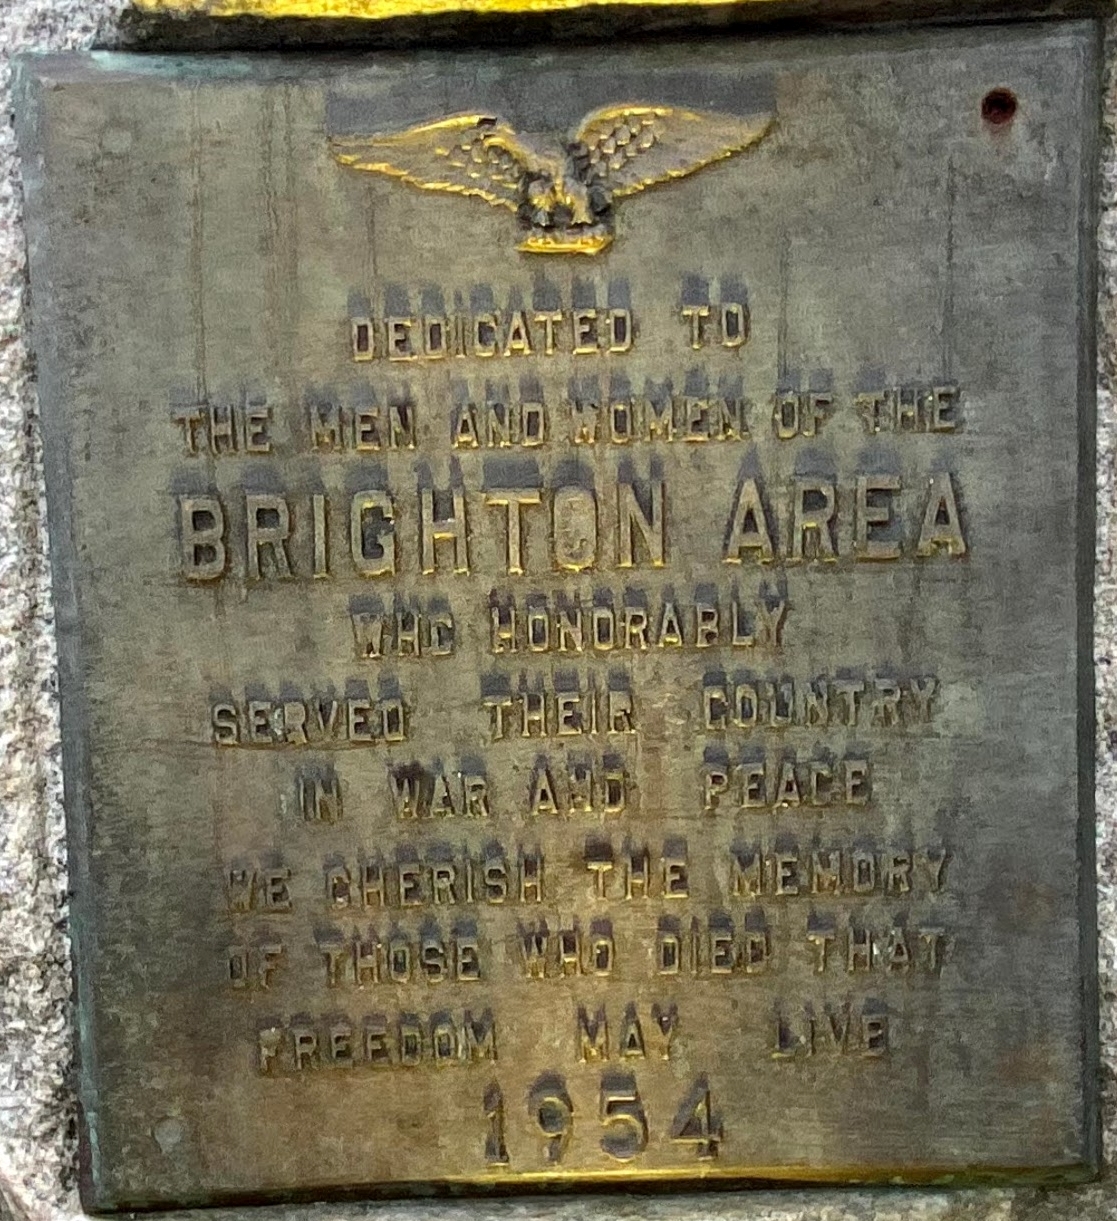 DEDICATED TO
THE MEN AND WOMEN OF THE
BRIGHTON AREA
WHO HONORABLY
SERVED THEIR COUNTRY
IN WAR AND PEACE
WE CHERISH THE MEMORY
OF THOSE WHO DIED THAT
FREEDOM MAY LIVE
1954